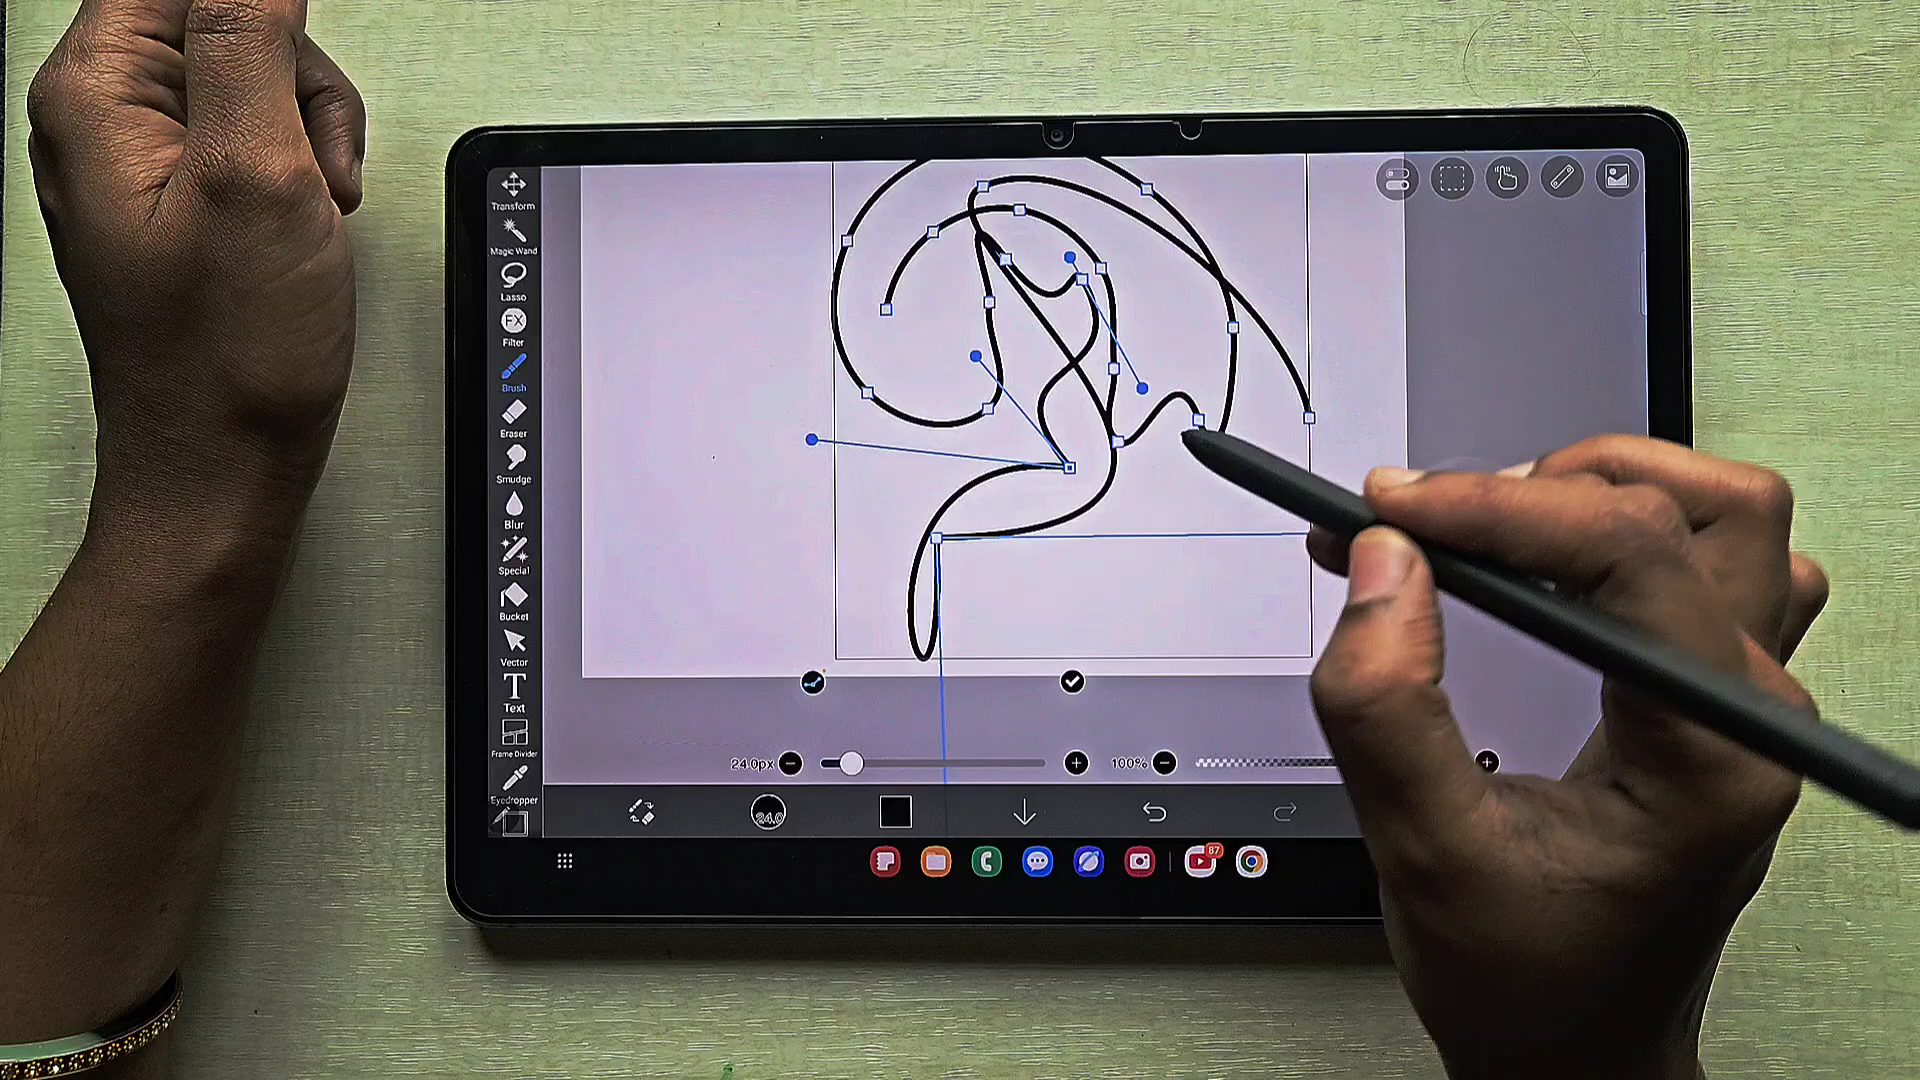 Transform
Magic Wand
Lasso
FX
Filter
Brush
Eraser
Smudge
Blur
Special
Bucket
Vector
T
Text
Frame Divider
Eyedropper
24.0px
100%
24.0
87